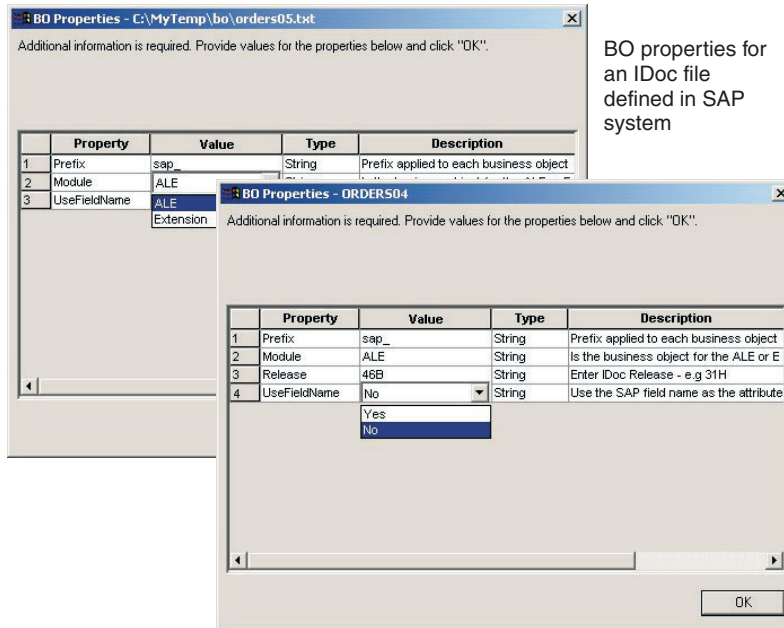 BO Properties - C:\MyTemp\bo\orders05.txt
Additional information is required. Provide values for the properties below and click "OK".
Property Value Type Description
1 Prefix sap_ String Prefix applied to each business object
2 Module ALE
3 UseFieldName ALE
Extension
BO properties for
an IDoc file
defined in SAP
system
BO Properties - ORDERS04
Additional information is required. Provide values for the properties below and click "OK".
Property Value Type Description
1 Prefix sap_ String Prefix applied to each business object
2 Module ALE String Is the business object for the ALE or E
3 Release 46B String Enter IDoc Release - e.g 31H
4 UseFieldName No String Use the SAP field name as the attribute
Yes
No
OK